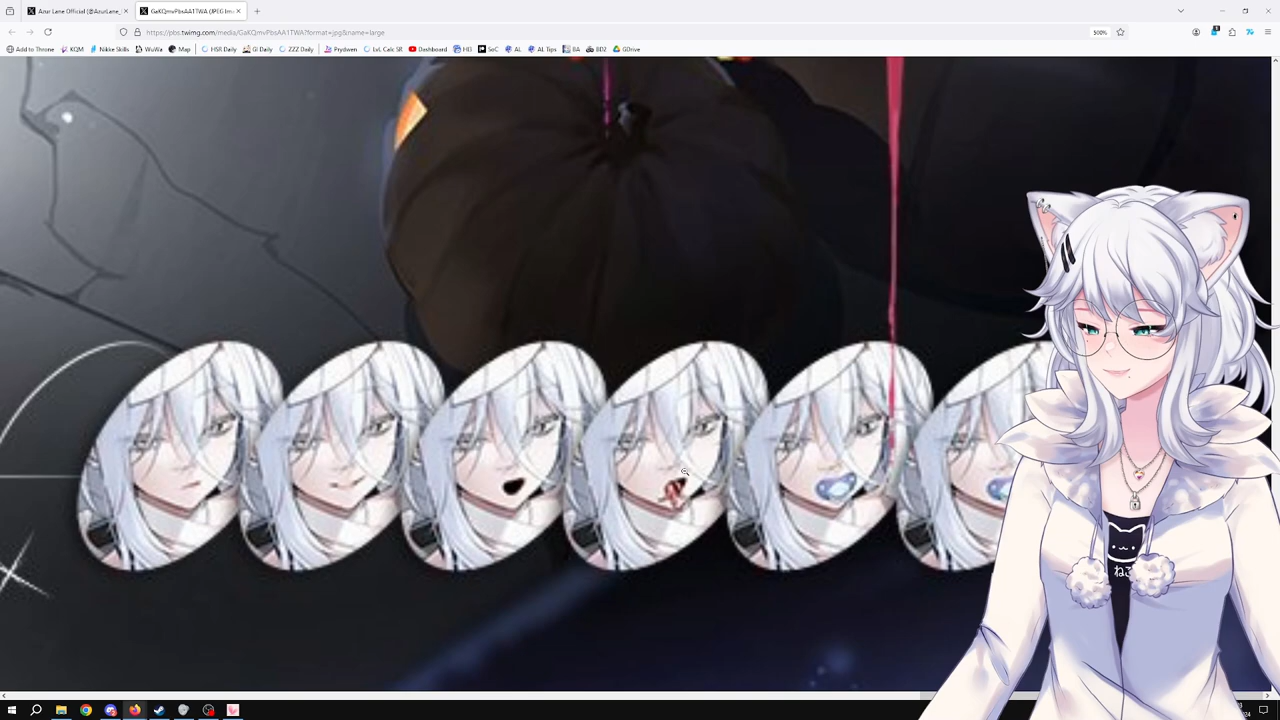 Azur Lane Official (@AzurLane_
GaKQmvPbsAA1TWA (JPEG Im
https://pbs.twimg.com/media/GaKQmvPbsAA1TWA?format=jpg&name=large
500%
Add to Throne
KQM
Nikke Skills
WuWa
Map
HSR Daily
GI Daily
ZZZ Daily
Prydwen
LvL Calc SR
Dashboard
HI3
SoC
AL
AL Tips
BA
BD2
GDrive
ねこ